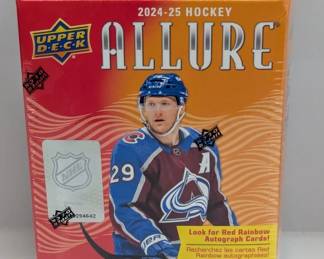 2024-25 HOCKEY
UPPER
DECK
ALLURE
A
29
NHL
Look for Red Rainbow
Autograph Cards!
Recherchez les cartes Red
Rainbow autographiées!